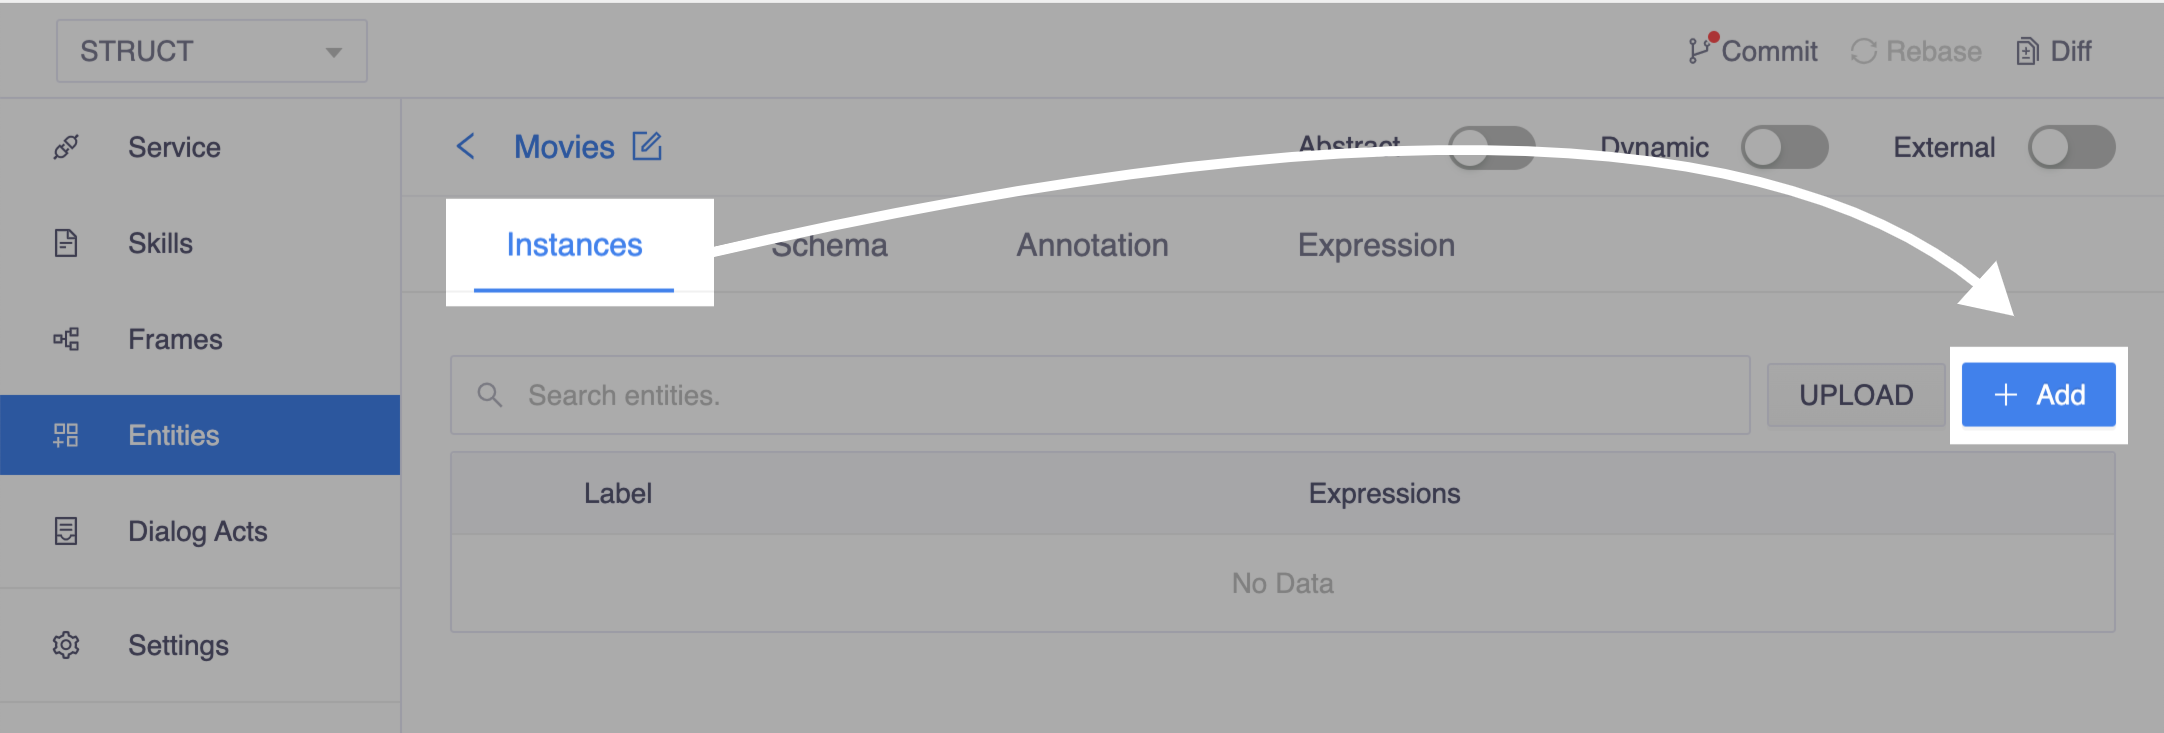 STRUCT
Commit Rebase Diff
Service
Skills
Frames
Entities
Dialog Acts
Settings
Movies Abstract Dynamic External
Instances Schema Annotation Expression
Search entities. UPLOAD + Add
Label Expressions
No Data